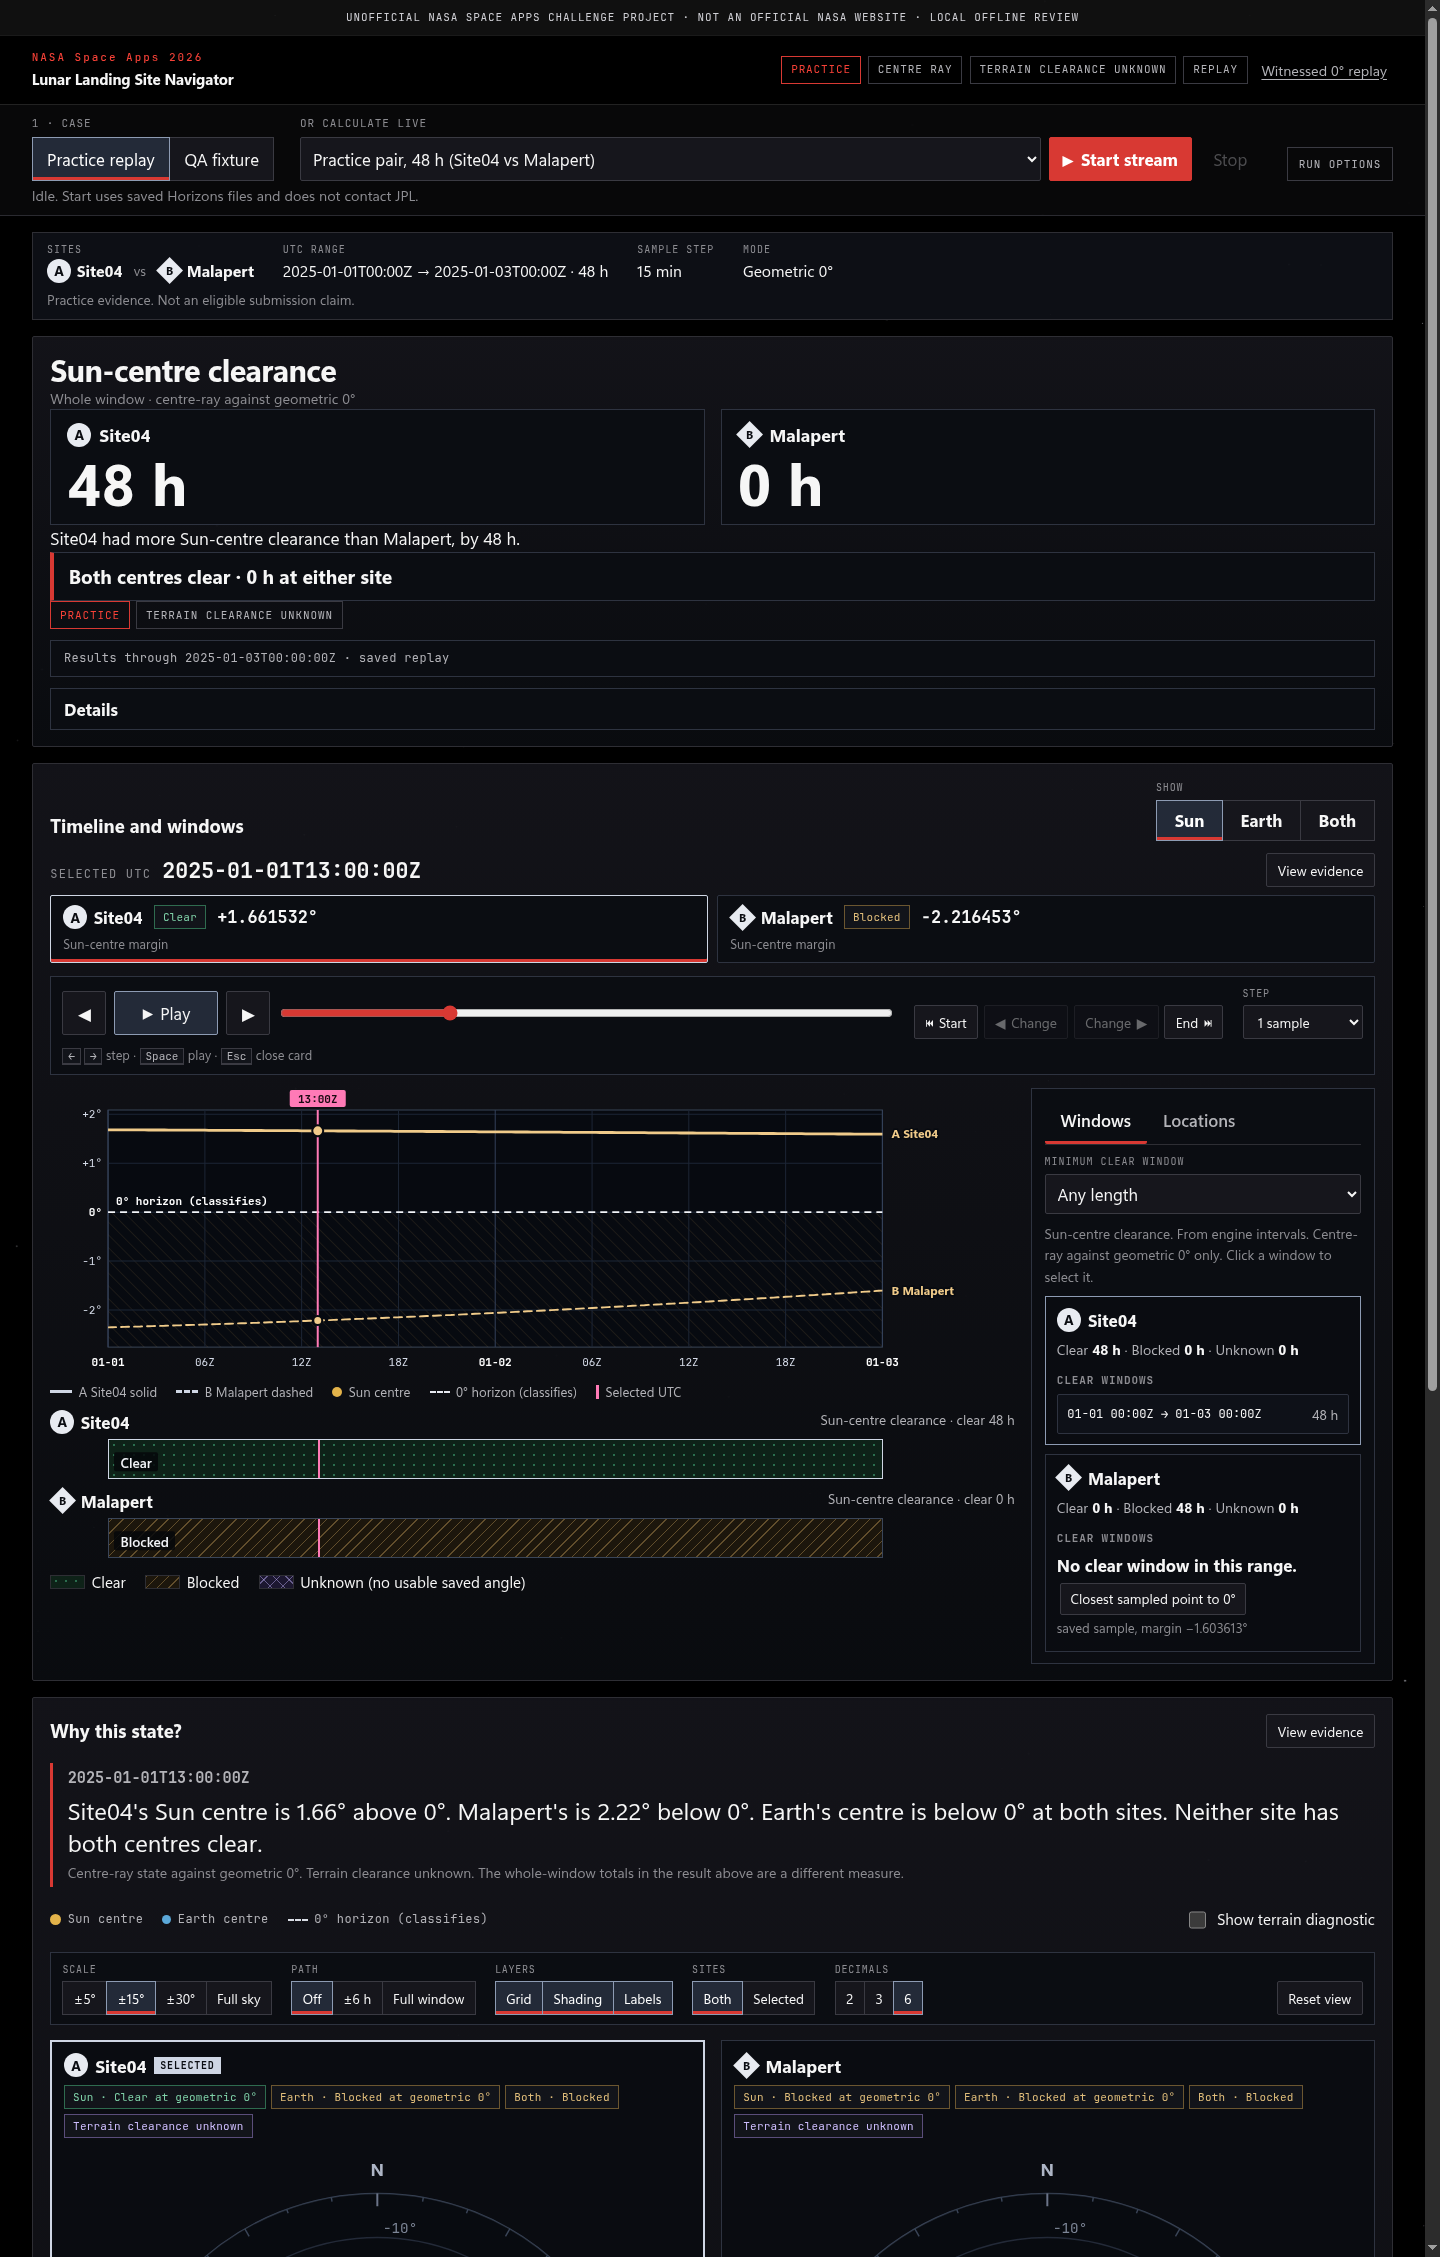 UNOFFICIAL NASA SPACE APPS CHALLENGE PROJECT · NOT AN OFFICIAL NASA WEBSITE · LOCAL OFFLINE REVIEW
NASA Space Apps 2026
Lunar Landing Site Navigator
PRACTICE CENTRE RAY TERRAIN CLEARANCE UNKNOWN REPLAY Witnessed 0° replay
1 · CASE
OR CALCULATE LIVE
Practice replay QA fixture
Practice pair, 48 h (Site04 vs Malapert)
▶ Start stream Stop RUN OPTIONS
Idle. Start uses saved Horizons files and does not contact JPL.
SITES UTC RANGE SAMPLE STEP MODE
A Site04 vs B Malapert 2025-01-01T00:00Z → 2025-01-03T00:00Z · 48 h 15 min Geometric 0°
Practice evidence. Not an eligible submission claim.
Sun-centre clearance
Whole window · centre-ray against geometric 0°
A Site04
48 h
B Malapert
0 h
Site04 had more Sun-centre clearance than Malapert, by 48 h.
Both centres clear · 0 h at either site
PRACTICE TERRAIN CLEARANCE UNKNOWN
Results through 2025-01-03T00:00:00Z · saved replay
Details
SHOW
Timeline and windows
Sun Earth Both
SELECTED UTC 2025-01-01T13:00:00Z
View evidence
A Site04 Clear +1.661532°
Sun-centre margin
B Malapert Blocked -2.216453°
Sun-centre margin
◀ ▶ Play ▶
⏮ Start ◀ Change Change ▶ End ⏭
STEP
1 sample
← → step · Space play · Esc close card
13:00Z
+2°
+1°
0°
-1°
-2°
0° horizon (classifies)
A Site04
B Malapert
01-01 06Z 12Z 18Z 01-02 06Z 12Z 18Z 01-03
A Site04 solid B Malapert dashed Sun centre 0° horizon (classifies) Selected UTC
A Site04 Sun-centre clearance · clear 48 h
Clear
B Malapert Sun-centre clearance · clear 0 h
Blocked
Clear Blocked Unknown (no usable saved angle)
Windows Locations
MINIMUM CLEAR WINDOW
Any length
Sun-centre clearance. From engine intervals. Centre-
ray against geometric 0° only. Click a window to
select it.
A Site04
Clear 48 h · Blocked 0 h · Unknown 0 h
CLEAR WINDOWS
01-01 00:00Z → 01-03 00:00Z 48 h
B Malapert
Clear 0 h · Blocked 48 h · Unknown 0 h
CLEAR WINDOWS
No clear window in this range.
Closest sampled point to 0°
saved sample, margin −1.603613°
Why this state?
View evidence
2025-01-01T13:00:00Z
Site04's Sun centre is 1.66° above 0°. Malapert's is 2.22° below 0°. Earth's centre is below 0° at both sites. Neither site has
both centres clear.
Centre-ray state against geometric 0°. Terrain clearance unknown. The whole-window totals in the result above are a different measure.
Sun centre Earth centre 0° horizon (classifies)
Show terrain diagnostic
SCALE PATH LAYERS SITES DECIMALS
±5° ±15° ±30° Full sky Off ±6 h Full window Grid Shading Labels Both Selected 2 3 6 Reset view
A Site04 SELECTED
Sun · Clear at geometric 0° Earth · Blocked at geometric 0° Both · Blocked
Terrain clearance unknown
N
-10°
B Malapert
Sun · Blocked at geometric 0° Earth · Blocked at geometric 0° Both · Blocked
Terrain clearance unknown
N
-10°